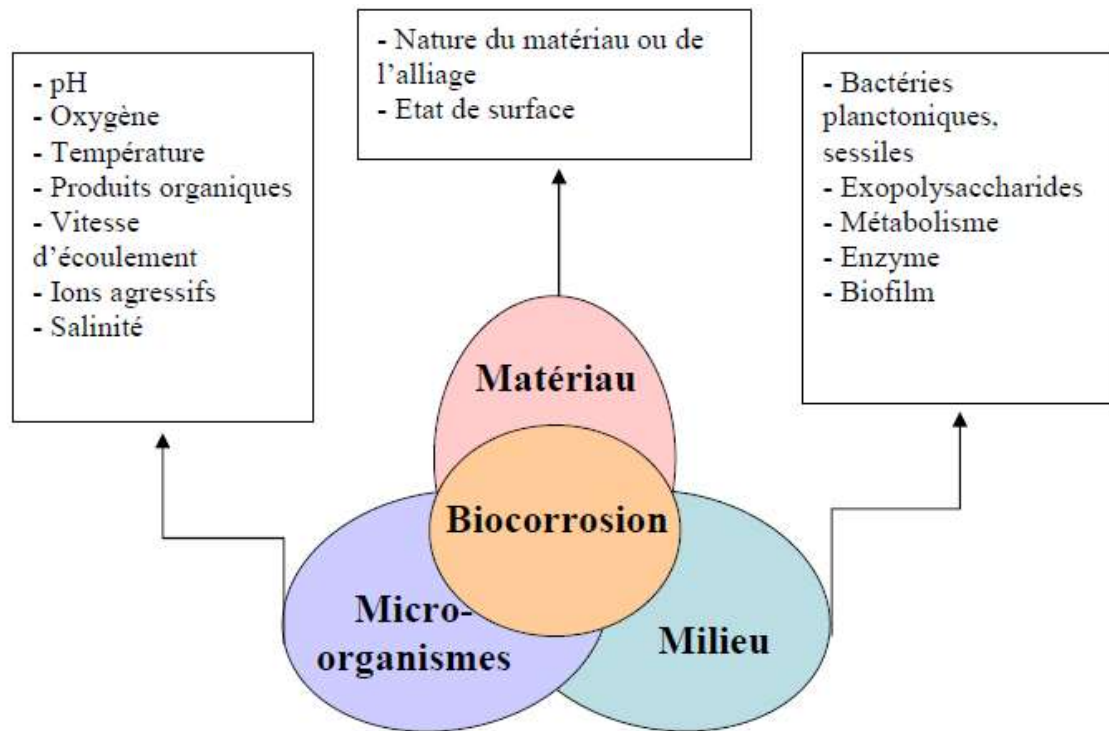 - pH
- Oxygène
- Température
- Produits organiques
- Vitesse
d’écoulement
- Ions agressifs
- Salinité
- Nature du matériau ou de
l’alliage
- Etat de surface
- Bactéries
planctoniques,
sessiles
- Exopolysaccharides
- Métabolisme
- Enzyme
- Biofilm
Matériau
Biocorrosion
Micro-
organismes
Milieu